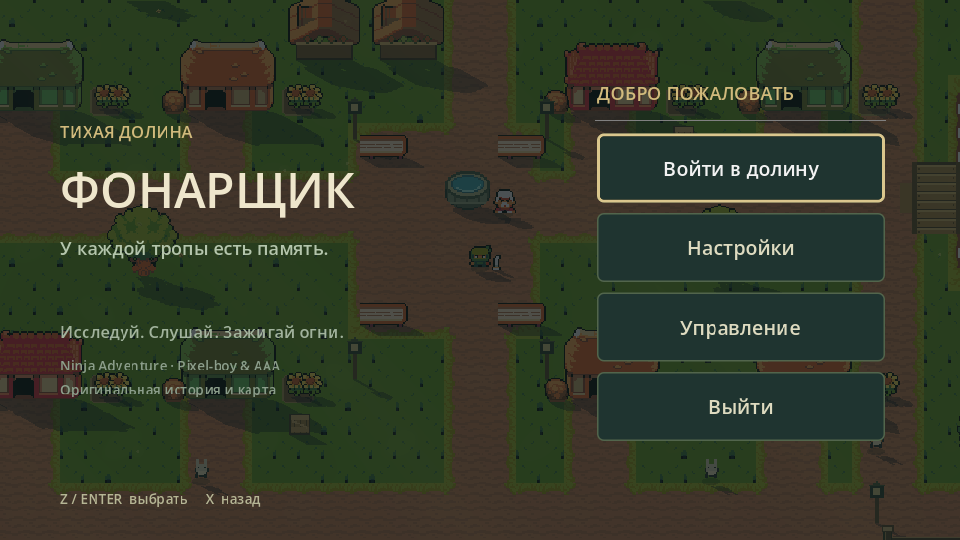 ТИХАЯ ДОЛИНА
ФОНАРЩИК
У каждой тропы есть память.
Исследуй. Слушай. Зажигай огни.
Ninja Adventure · Pixel-boy & AAA
Оригинальная история и карта
Z / ENTER выбрать X назад
ДОБРО ПОЖАЛОВАТЬ
Войти в долину
Настройки
Управление
Выйти